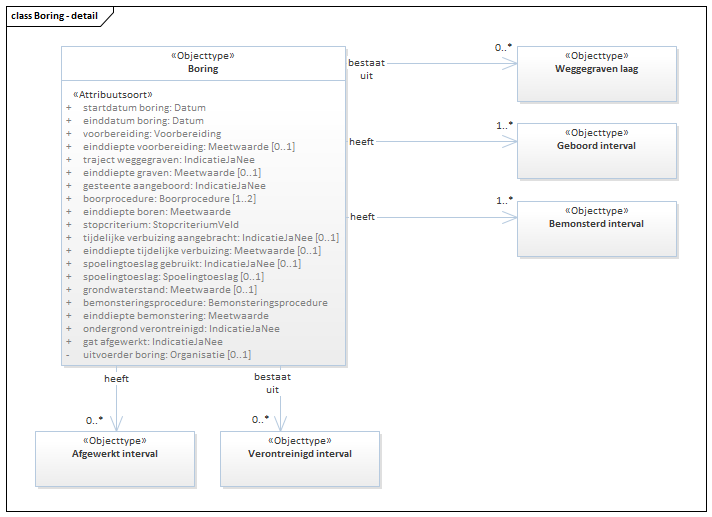 class Boring - detail
«Objecttype»
Boring
«Attribuutsoort»
+ startdatum boring: Datum
+ einddatum boring: Datum
+ voorbereiding: Voorbereiding
+ einddiepte voorbereiding: Meetwaarde [0..1]
+ traject weggegraven: IndicatieJaNee
+ einddiepte graven: Meetwaarde [0..1]
+ gesteente aangeboord: IndicatieJaNee
+ boorprocedure: Boorprocedure [1..2]
+ einddiepte boren: Meetwaarde
+ stopcriterium: StopcriteriumVeld
+ tijdelijke verbuizing aangebracht: IndicatieJaNee [0..1]
+ einddiepte tijdelijke verbuizing: Meetwaarde [0..1]
+ spoelingtoeslag gebruikt: IndicatieJaNee [0..1]
+ spoelingtoeslag: Spoelingtoeslag [0..1]
+ grondwaterstand: Meetwaarde [0..1]
+ bemonsteringsprocedure: Bemonsteringsprocedure
+ einddiepte bemonstering: Meetwaarde
+ ondergrond verontreinigd: IndicatieJaNee
+ gat afgewerkt: IndicatieJaNee
- uitvoerder boring: Organisatie [0..1]
bestaat
uit
0..*
«Objecttype»
Weggegraven laag
heeft
1..*
«Objecttype»
Geboord interval
heeft
1..*
«Objecttype»
Bemonsterd interval
heeft
0..*
«Objecttype»
Afgewerkt interval
bestaat
uit
0..*
«Objecttype»
Verontreinigd interval